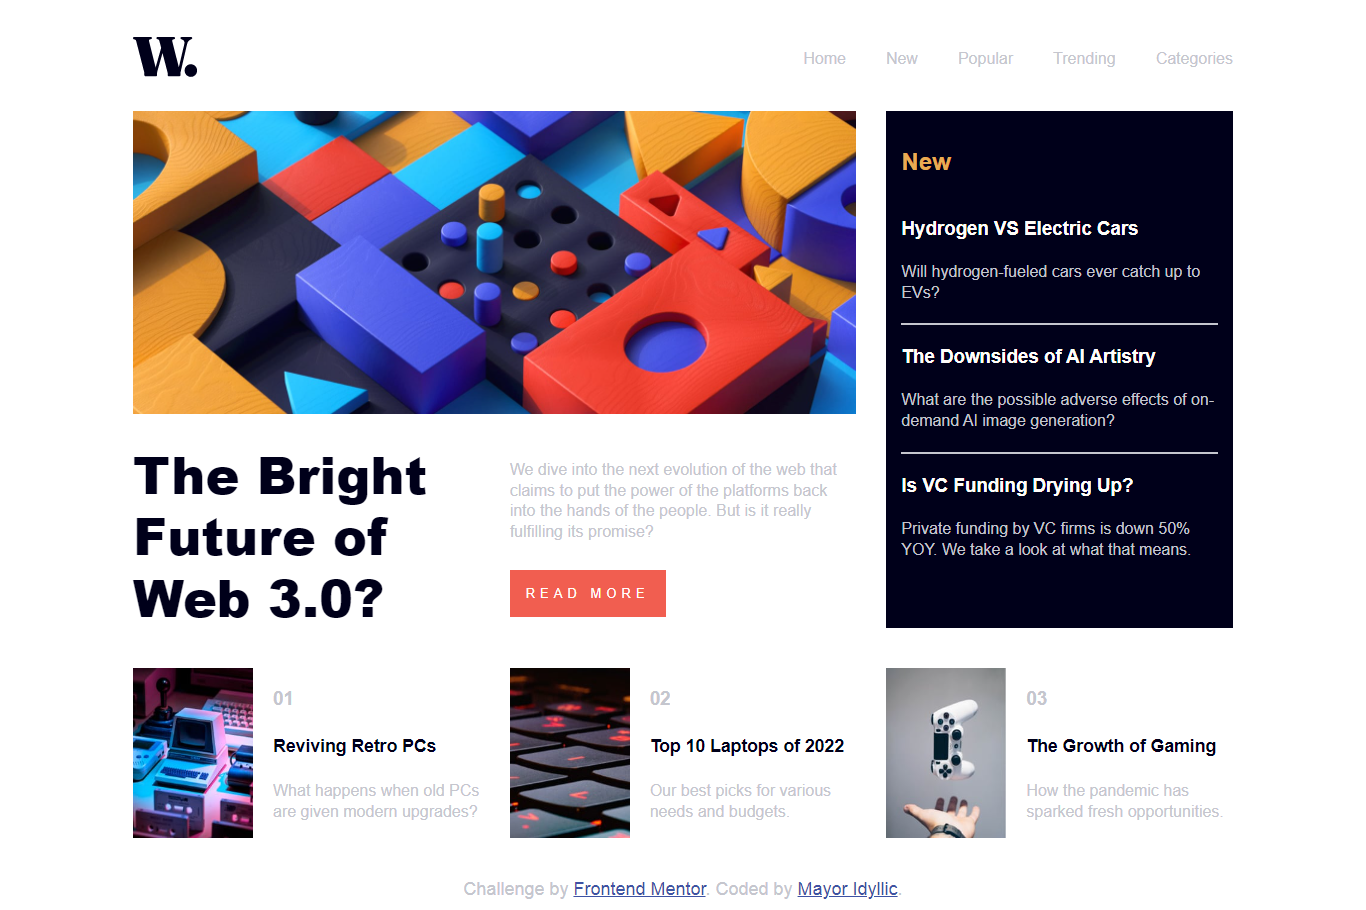 W.
Home New Popular Trending Categories
The Bright
Future of
Web 3.0?
We dive into the next evolution of the web that
claims to put the power of the platforms back
into the hands of the people. But is it really
fulfilling its promise?
READ MORE
New
Hydrogen VS Electric Cars
Will hydrogen-fueled cars ever catch up to
EVs?
The Downsides of AI Artistry
What are the possible adverse effects of on-
demand AI image generation?
Is VC Funding Drying Up?
Private funding by VC firms is down 50%
YOY. We take a look at what that means.
01
Reviving Retro PCs
What happens when old PCs
are given modern upgrades?
02
Top 10 Laptops of 2022
Our best picks for various
needs and budgets.
03
The Growth of Gaming
How the pandemic has
sparked fresh opportunities.
Challenge by Frontend Mentor. Coded by Mayor Idyllic.